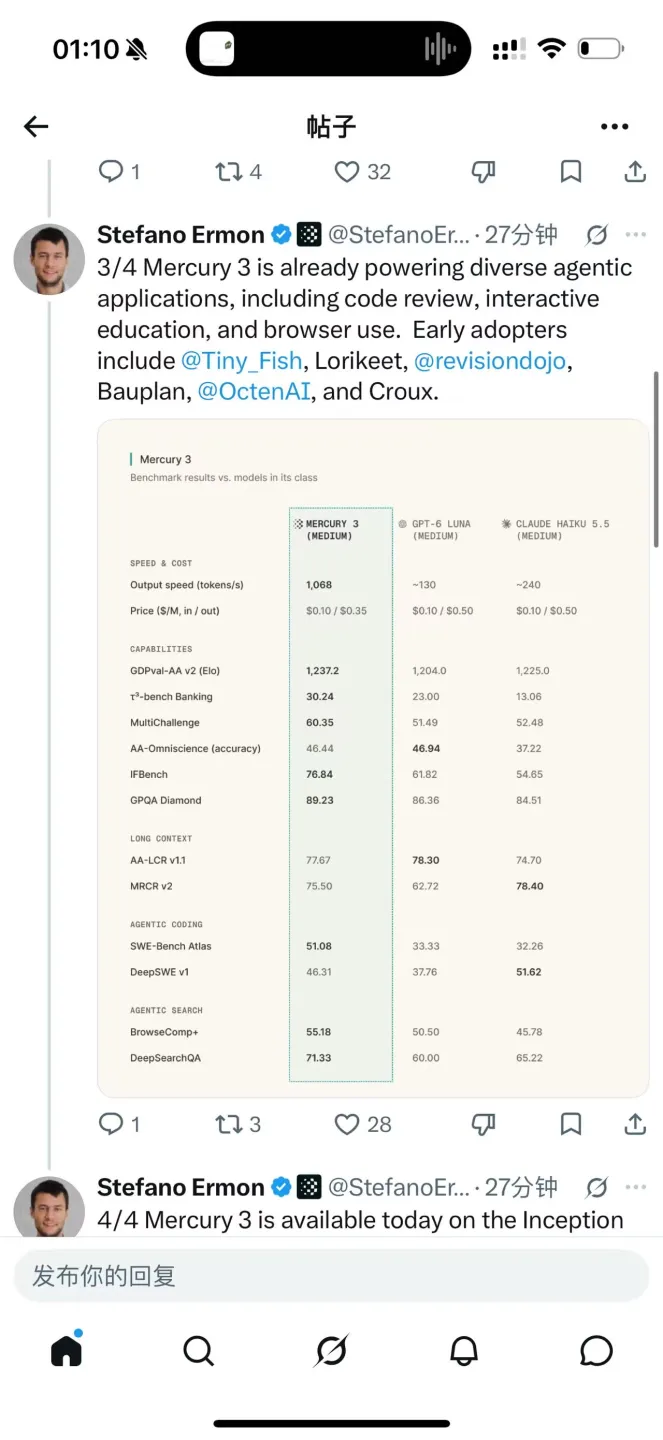 01:10
帖子
1 4 32
Stefano Ermon @StefanoEr... · 27分钟
3/4 Mercury 3 is already powering diverse agentic
applications, including code review, interactive
education, and browser use. Early adopters
include @Tiny_Fish, Lorikeet, @revisiondojo,
Bauplan, @OctenAI, and Croux.
Mercury 3
Benchmark results vs. models in its class
MERCURY 3 (MEDIUM) GPT-6 LUNA (MEDIUM) CLAUDE HAIKU 5.5 (MEDIUM)
SPEED & COST
Output speed (tokens/s) 1,068 ~130 ~240
Price ($/M, in / out) $0.10 / $0.35 $0.10 / $0.50 $0.10 / $0.50
CAPABILITIES
GDPval-AA v2 (Elo) 1,237.2 1,204.0 1,225.0
τ³-bench Banking 30.24 23.00 13.06
MultiChallenge 60.35 51.49 52.48
AA-Omniscience (accuracy) 46.44 46.94 37.22
IFBench 76.84 61.82 54.65
GPQA Diamond 89.23 86.36 84.51
LONG CONTEXT
AA-LCR v1.1 77.67 78.30 74.70
MRCR v2 75.50 62.72 78.40
AGENTIC CODING
SWE-Bench Atlas 51.08 33.33 32.26
DeepSWE v1 46.31 37.76 51.62
AGENTIC SEARCH
BrowseComp+ 55.18 50.50 45.78
DeepSearchQA 71.33 60.00 65.22
1 3 28
Stefano Ermon @StefanoEr... · 27分钟
4/4 Mercury 3 is available today on the Inception
发布你的回复